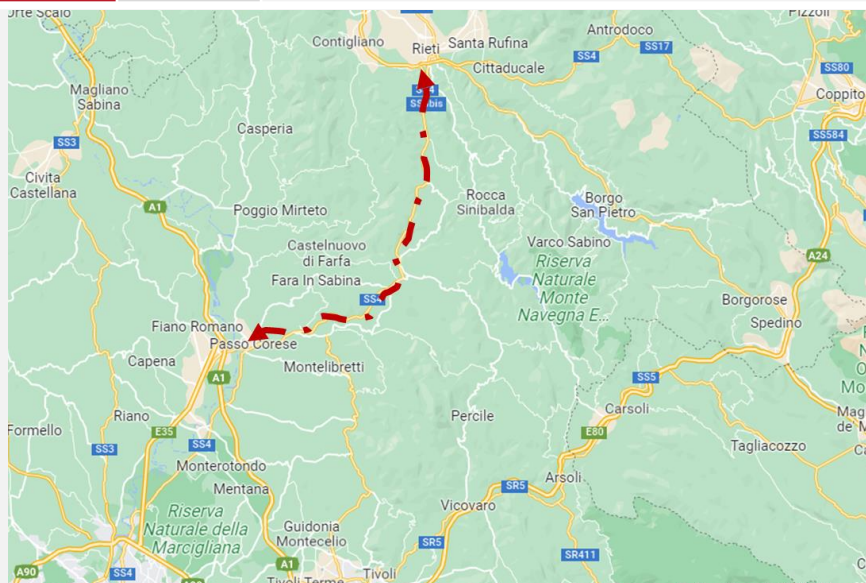 Orte Scalo
Pizzoli
Contigliano
Rieti
Santa Rufina
Antrodoco
SS4
SS17
Cittaducale
SS80
Magliano
Sabina
Coppito
Casperia
SS3
SS584
Civita
Castellana
A1
Poggio Mirteto
Rocca
Sinibalda
Borgo
San Pietro
Castelnuovo
di Farfa
Varco Sabino
A24
Fara In Sabina
Riserva
Naturale
Monte
Navegna E...
SS4
Borgorose
Spedino
Fiano Romano
Passo Corese
Capena
Montelibretti
A1
SS5
Riano
Percile
Carsoli
Formello
E35
SS4
SS3
E80
Tagliacozzo
Monterotondo
Mentana
Arsoli
SR5
Vicovaro
Riserva
Naturale della
Marcigliana
Guidonia
Montecelio
SR5
SR411
A90
SS4
A1
Tivoli Terme
Tivoli